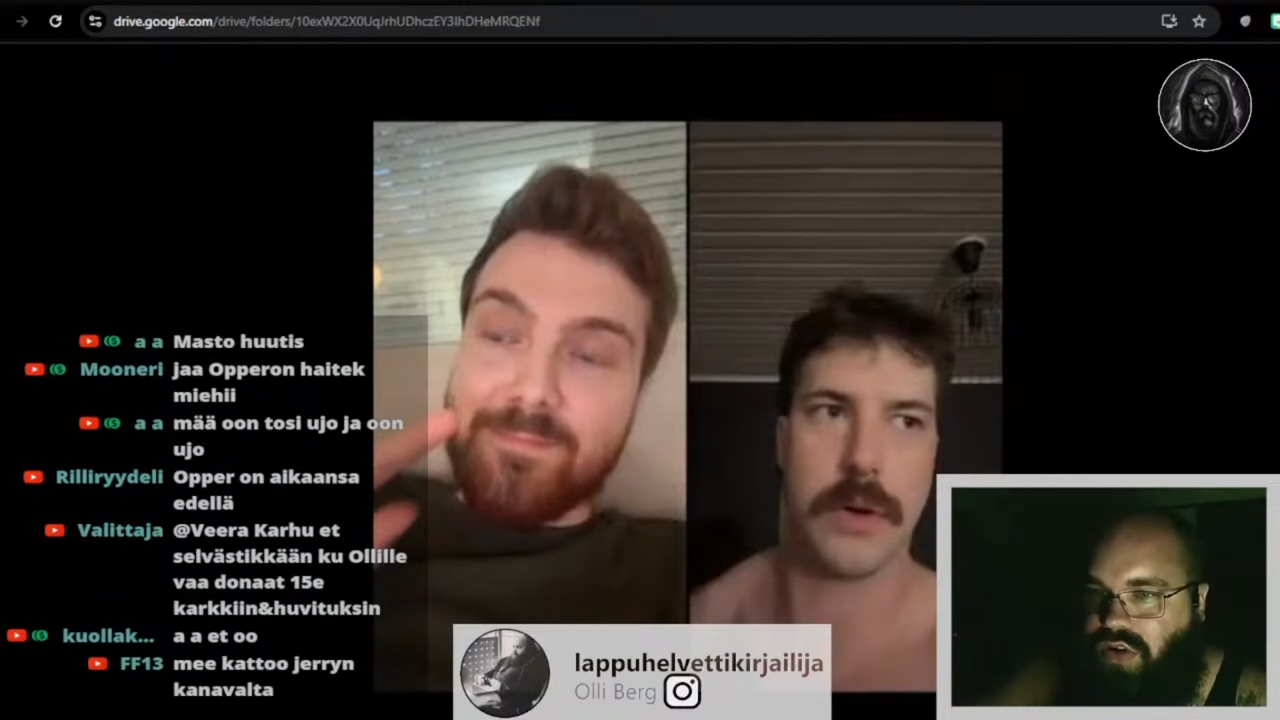 drive.google.com/drive/folders/10exWX2X0UqJrhUDhczEY3IhDHeMRQENf
a a Masto huutis
Mooneri jaa Opperon haitek
miehii
a a mää oon tosi ujo ja oon
ujo
Rilliryydeli Opper on aikaansa
edellä
Valittaja @Veera Karhu et
selvästikkään ku Ollille
vaa donaat 15e
karkkiin&huvituksin
kuollak... a a et oo
FF13 mee kattoo jerryn
kanavalta
lappuhelvettikirjailija
Olli Berg